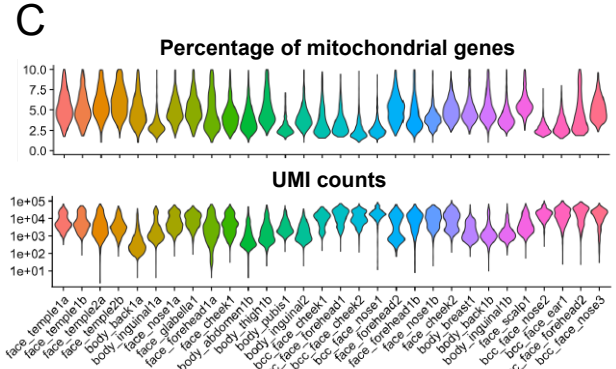 C
Percentage of mitochondrial genes
10.0
7.5
5.0
2.5
0.0
UMI counts
1e+05
1e+04
1e+03
1e+02
1e+01
face_temple1a
face_temple1b
face_temple2a
face_temple2b
body_back1a
body_inguinal1a
face_nose1a
face_glabella1
face_forehead1a
face_cheek1
body_abdomen1b
body_thigh1b
body_pubis1
body_inguinal2
bcc_face_cheek1
cc_face_forehead1
bcc_face_cheek2
bcc_face_nose1
face_forehead2
face_forehead1b
face_nose1b
face_cheek2
body_breast1
body_back1b
body_inguinal1b
face_scalp1
bcc_face_nose2
bcc_face_ear1
cc_face_forehead2
bcc_face_nose3